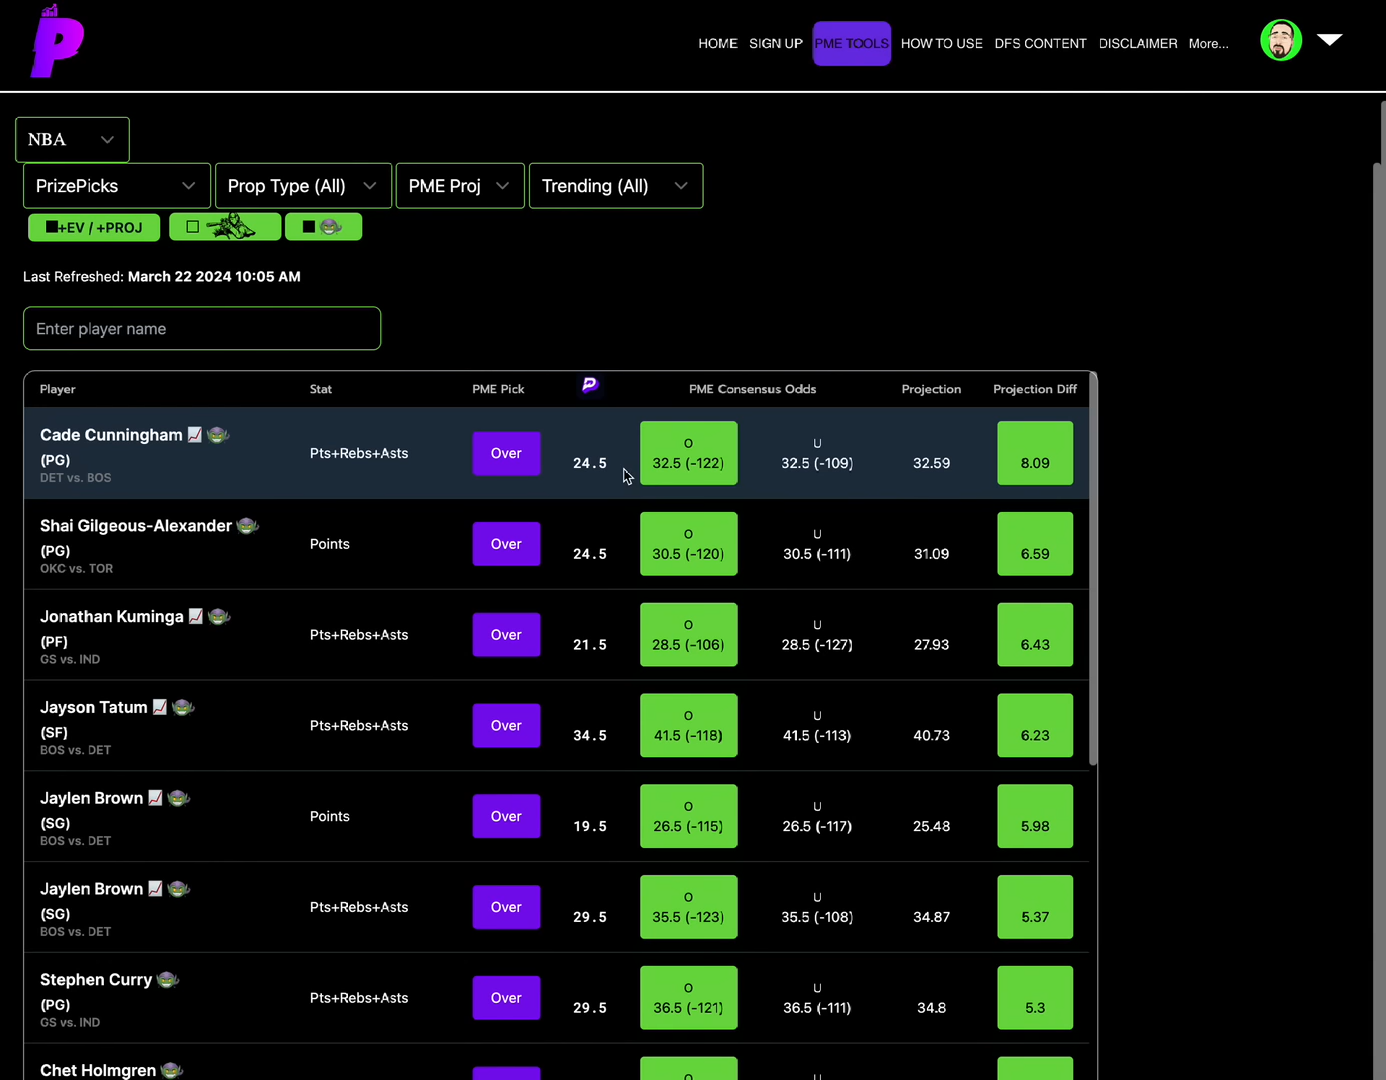 HOME SIGN UP PME TOOLS HOW TO USE DFS CONTENT DISCLAIMER More...
NBA
PrizePicks Prop Type (All) PME Proj Trending (All)
+EV / +PROJ
Last Refreshed: March 22 2024 10:05 AM
Enter player name
Player Stat PME Pick P PME Consensus Odds Projection Projection Diff
Cade Cunningham
(PG)
DET vs. BOS
Pts+Rebs+Asts
Over
24.5
O
32.5 (-122)
U
32.5 (-109)
32.59
8.09
Shai Gilgeous-Alexander
(PG)
OKC vs. TOR
Points
Over
24.5
O
30.5 (-120)
U
30.5 (-111)
31.09
6.59
Jonathan Kuminga
(PF)
GS vs. IND
Pts+Rebs+Asts
Over
21.5
O
28.5 (-106)
U
28.5 (-127)
27.93
6.43
Jayson Tatum
(SF)
BOS vs. DET
Pts+Rebs+Asts
Over
34.5
O
41.5 (-118)
U
41.5 (-113)
40.73
6.23
Jaylen Brown
(SG)
BOS vs. DET
Points
Over
19.5
O
26.5 (-115)
U
26.5 (-117)
25.48
5.98
Jaylen Brown
(SG)
BOS vs. DET
Pts+Rebs+Asts
Over
29.5
O
35.5 (-123)
U
35.5 (-108)
34.87
5.37
Stephen Curry
(PG)
GS vs. IND
Pts+Rebs+Asts
Over
29.5
O
36.5 (-121)
U
36.5 (-111)
34.8
5.3
Chet Holmgren
O
U